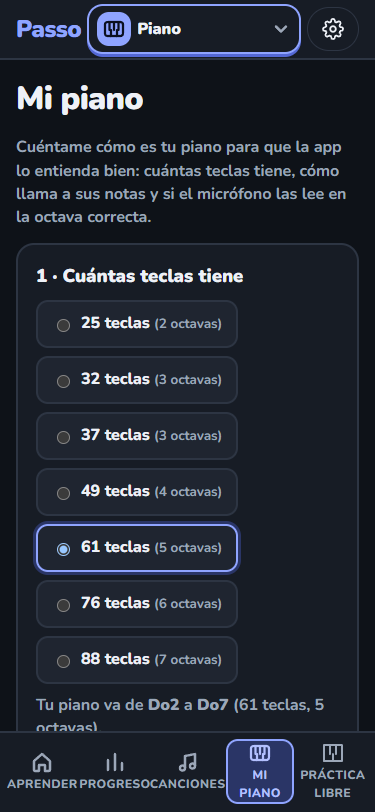 Passo
Piano
Mi piano
Cuéntame cómo es tu piano para que la app
lo entienda bien: cuántas teclas tiene, cómo
llama a sus notas y si el micrófono las lee en
la octava correcta.
1 · Cuántas teclas tiene
25 teclas (2 octavas)
32 teclas (3 octavas)
37 teclas (3 octavas)
49 teclas (4 octavas)
61 teclas (5 octavas)
76 teclas (6 octavas)
88 teclas (7 octavas)
Tu piano va de Do2 a Do7 (61 teclas, 5
octavas)
APRENDER
PROGRESO
CANCIONES
MI
PIANO
PRÁCTICA
LIBRE